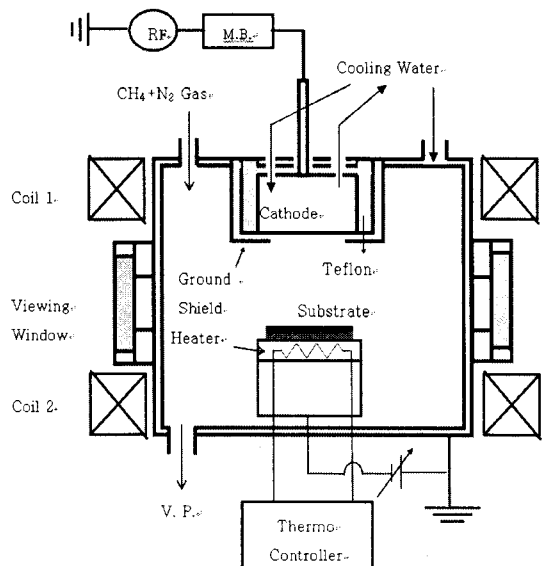 RF.
M.B.
Cooling Water
CH₄+N₂ Gas
Coil 1
Cathode
Ground
Shield
Teflon
Viewing
Window
Substrate
Heater
Coil 2
V. P.
Thermo
Controller